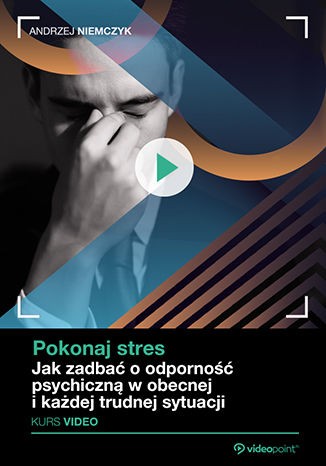 ANDRZEJ NIEMCZYK
Pokonaj stres
Jak zadbać o odporność
psychiczną w obecnej
i każdej trudnej sytuacji
KURS VIDEO
videopoint